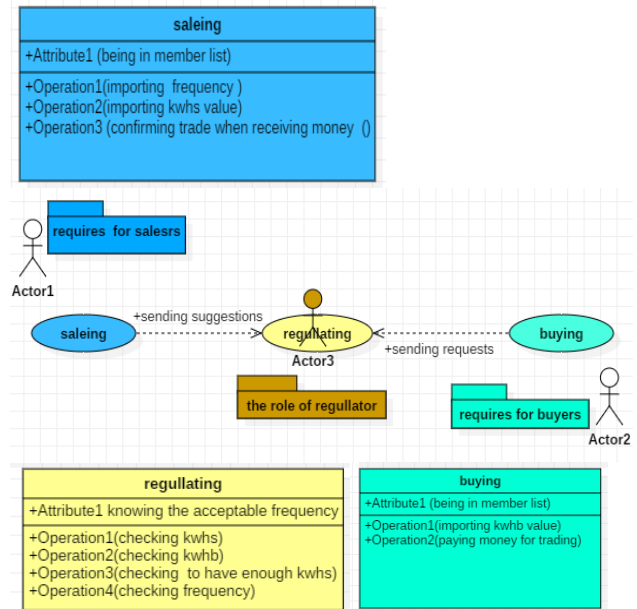 saleing
+Attribute1 (being in member list)
+Operation1(importing frequency )
+Operation2(importing kwhs value)
+Operation3 (confirming trade when receiving money ()
requires for salesrs
Actor1
+sending suggestions
saleing
regullating
buying
Actor3
+sending requests
the role of regullator
requires for buyers
Actor2
regullating
+Attribute1 knowing the acceptable frequency
+Operation1(checking kwhs)
+Operation2(checking kwhb)
+Operation3(checking to have enough kwhs)
+Operation4(checking frequency)
buying
+Attribute1 (being in member list)
+Operation1(importing kwhb value)
+Operation2(paying money for trading)